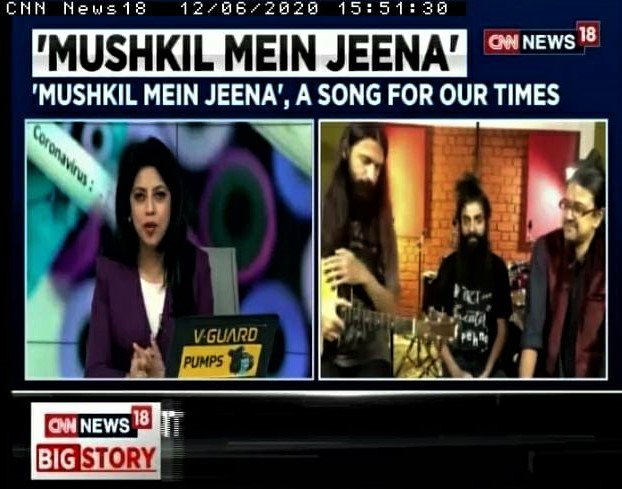 CNN News18 12/06/2020 15:51:30
'MUSHKIL MEIN JEENA'
CNN NEWS 18
'MUSHKIL MEIN JEENA', A SONG FOR OUR TIMES
Coronavirus:
V-GUARD
PUMPS
CNN NEWS 18
BIG STORY